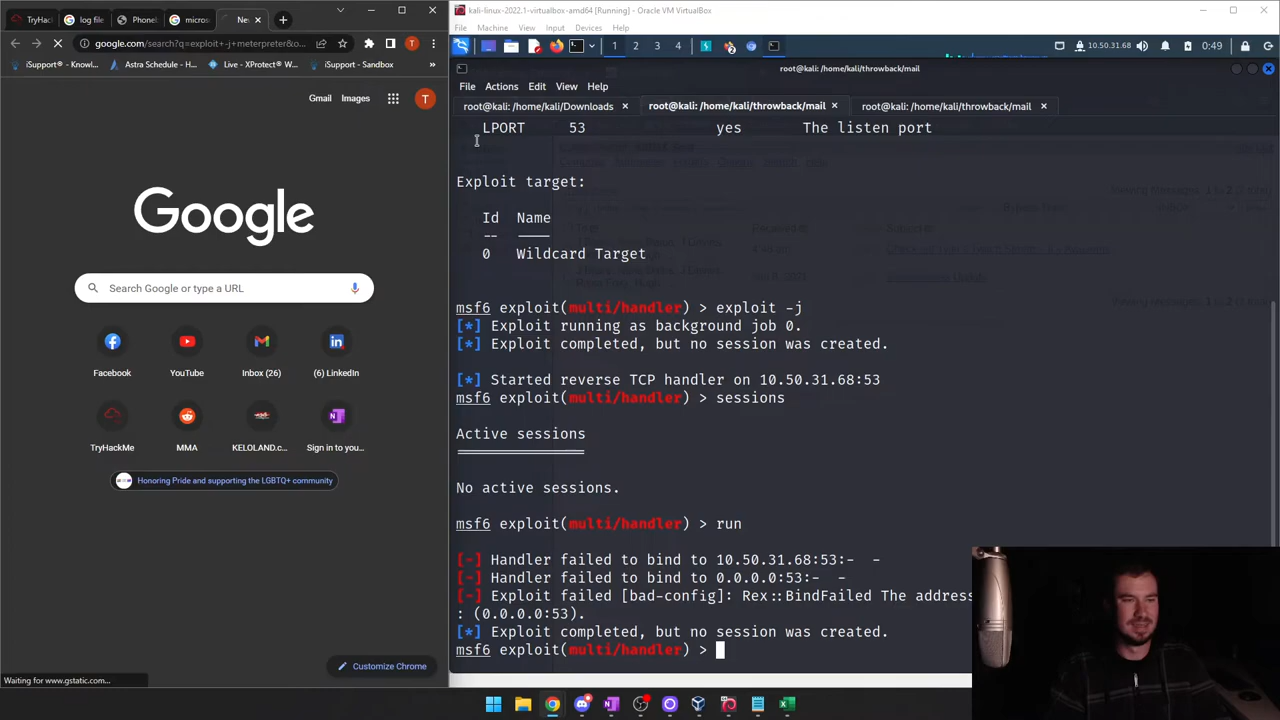 TryHac
log file
Phonel
micros
Ne
kali-linux-2022.1-virtualbox-amd64 [Running] - Oracle VM VirtualBox
File Machine View Input Devices Help
google.com/search?q=exploit+-j+meterpreter&o...
1 2 3 4
10.50.31.68
0:49
iSupport® - Knowl...
Astra Schedule - H...
Live - XProtect® W...
iSupport - Sandbox
»
root@kali: /home/kali/throwback/mail
File Actions Edit View Help
Gmail Images
T
root@kali: /home/kali/Downloads
root@kali: /home/kali/throwback/mail
root@kali: /home/kali/throwback/mail
LPORT 53 yes The listen port
Exploit target:
Id Name
-- ----
0 Wildcard Target
Google
Search Google or type a URL
Facebook
YouTube
Inbox (26)
(6) LinkedIn
TryHackMe
MMA
KELOLAND.c...
Sign in to you...
Honoring Pride and supporting the LGBTQ+ community
msf6 exploit(multi/handler) > exploit -j
[*] Exploit running as background job 0.
[*] Exploit completed, but no session was created.
[*] Started reverse TCP handler on 10.50.31.68:53
msf6 exploit(multi/handler) > sessions
Active sessions
===============
No active sessions.
msf6 exploit(multi/handler) > run
[-] Handler failed to bind to 10.50.31.68:53:- -
[-] Handler failed to bind to 0.0.0.0:53:- -
[-] Exploit failed [bad-config]: Rex::BindFailed The address
: (0.0.0.0:53).
[*] Exploit completed, but no session was created.
msf6 exploit(multi/handler) >
Customize Chrome
Waiting for www.gstatic.com...